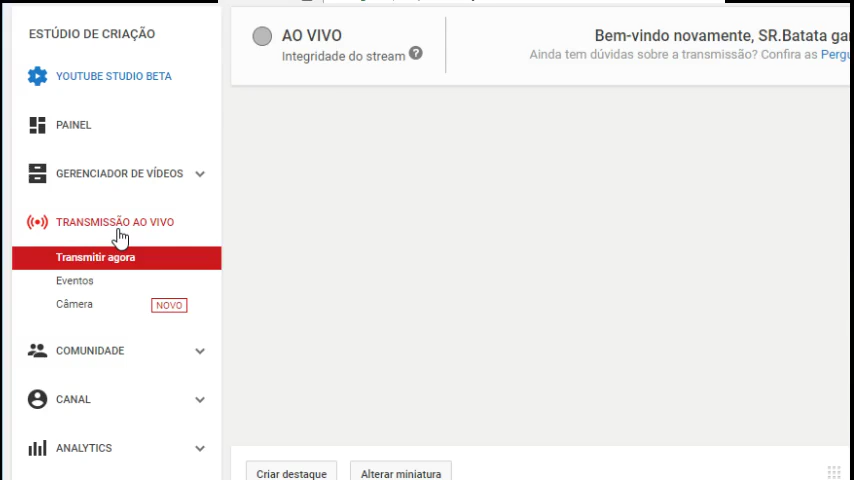 ESTÚDIO DE CRIAÇÃO
YOUTUBE STUDIO BETA
PAINEL
GERENCIADOR DE VÍDEOS
TRANSMISSÃO AO VIVO
Transmitir agora
Eventos
Câmera NOVO
COMUNIDADE
CANAL
ANALYTICS
AO VIVO
Integridade do stream ?
Bem-vindo novamente, SR.Batata
Ainda tem dúvidas sobre a transmissão? Confira as
Criar destaque Alterar miniatura